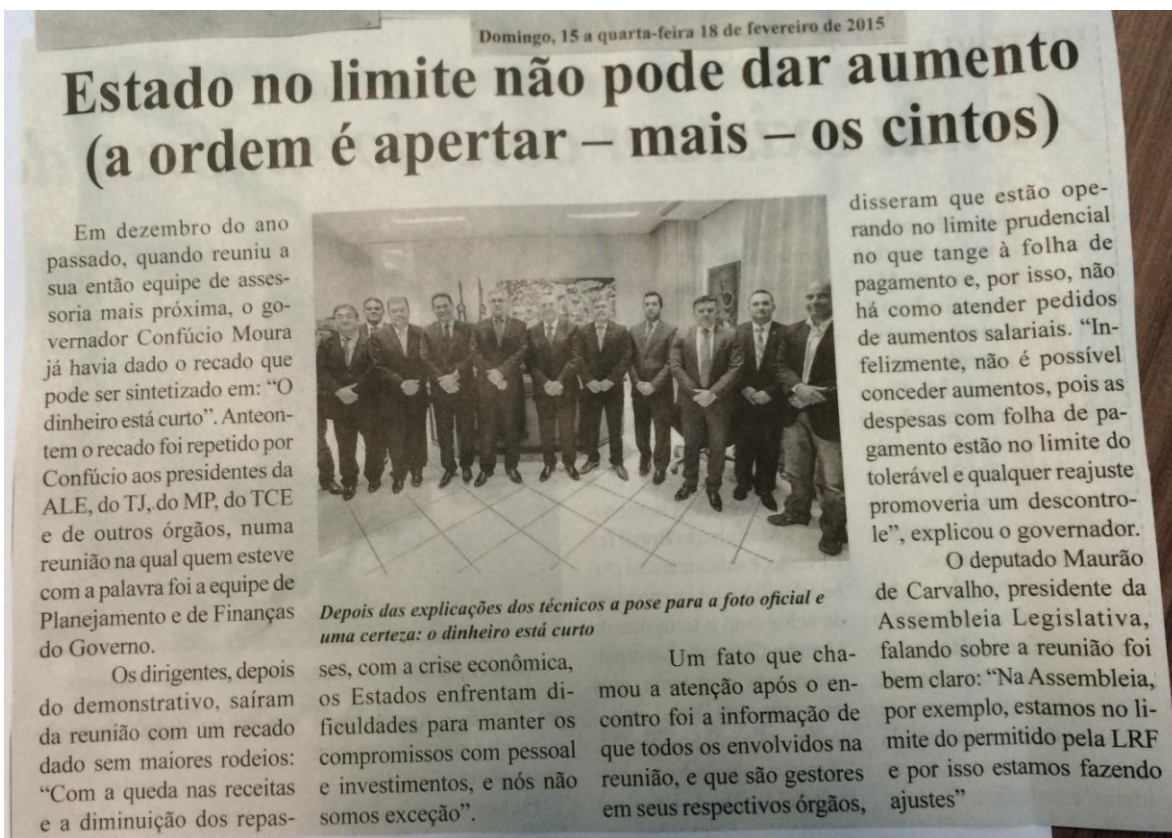 Domingo, 15 a quarta-feira 18 de fevereiro de 2015
Estado no limite não pode dar aumento
(a ordem é apertar – mais – os cintos)
Em dezembro do ano
passado, quando reuniu a
sua então equipe de asses-
soria mais próxima, o go-
vernador Confúcio Moura
já havia dado o recado que
pode ser sintetizado em: “O
dinheiro está curto”. Anteon-
tem o recado foi repetido por
Confúcio aos presidentes da
ALE, do TJ, do MP, do TCE
e de outros órgãos, numa
reunião na qual quem esteve
com a palavra foi a equipe de
Planejamento e de Finanças
do Governo.
Os dirigentes, depois
do demonstrativo, saíram
da reunião com um recado
dado sem maiores rodeios:
“Com a queda nas receitas
e a diminuição dos repas-
Depois das explicações dos técnicos a pose para a foto oficial e
uma certeza: o dinheiro está curto
ses, com a crise econômica,
os Estados enfrentam di-
ficuldades para manter os
compromissos com pessoal
e investimentos, e nós não
somos exceção”.
Um fato que cha-
mou a atenção após o en-
contro foi a informação de
que todos os envolvidos na
reunião, e que são gestores
em seus respectivos órgãos,
disseram que estão ope-
rando no limite prudencial
no que tange à folha de
pagamento e, por isso, não
há como atender pedidos
de aumentos salariais. “In-
felizmente, não é possível
conceder aumentos, pois as
despesas com folha de pa-
gamento estão no limite do
tolerável e qualquer reajuste
promoveria um descontro-
le”, explicou o governador.
O deputado Maurão
de Carvalho, presidente da
Assembleia Legislativa,
falando sobre a reunião foi
bem claro: “Na Assembleia,
por exemplo, estamos no li-
mite do permitido pela LRF
e por isso estamos fazendo
ajustes”